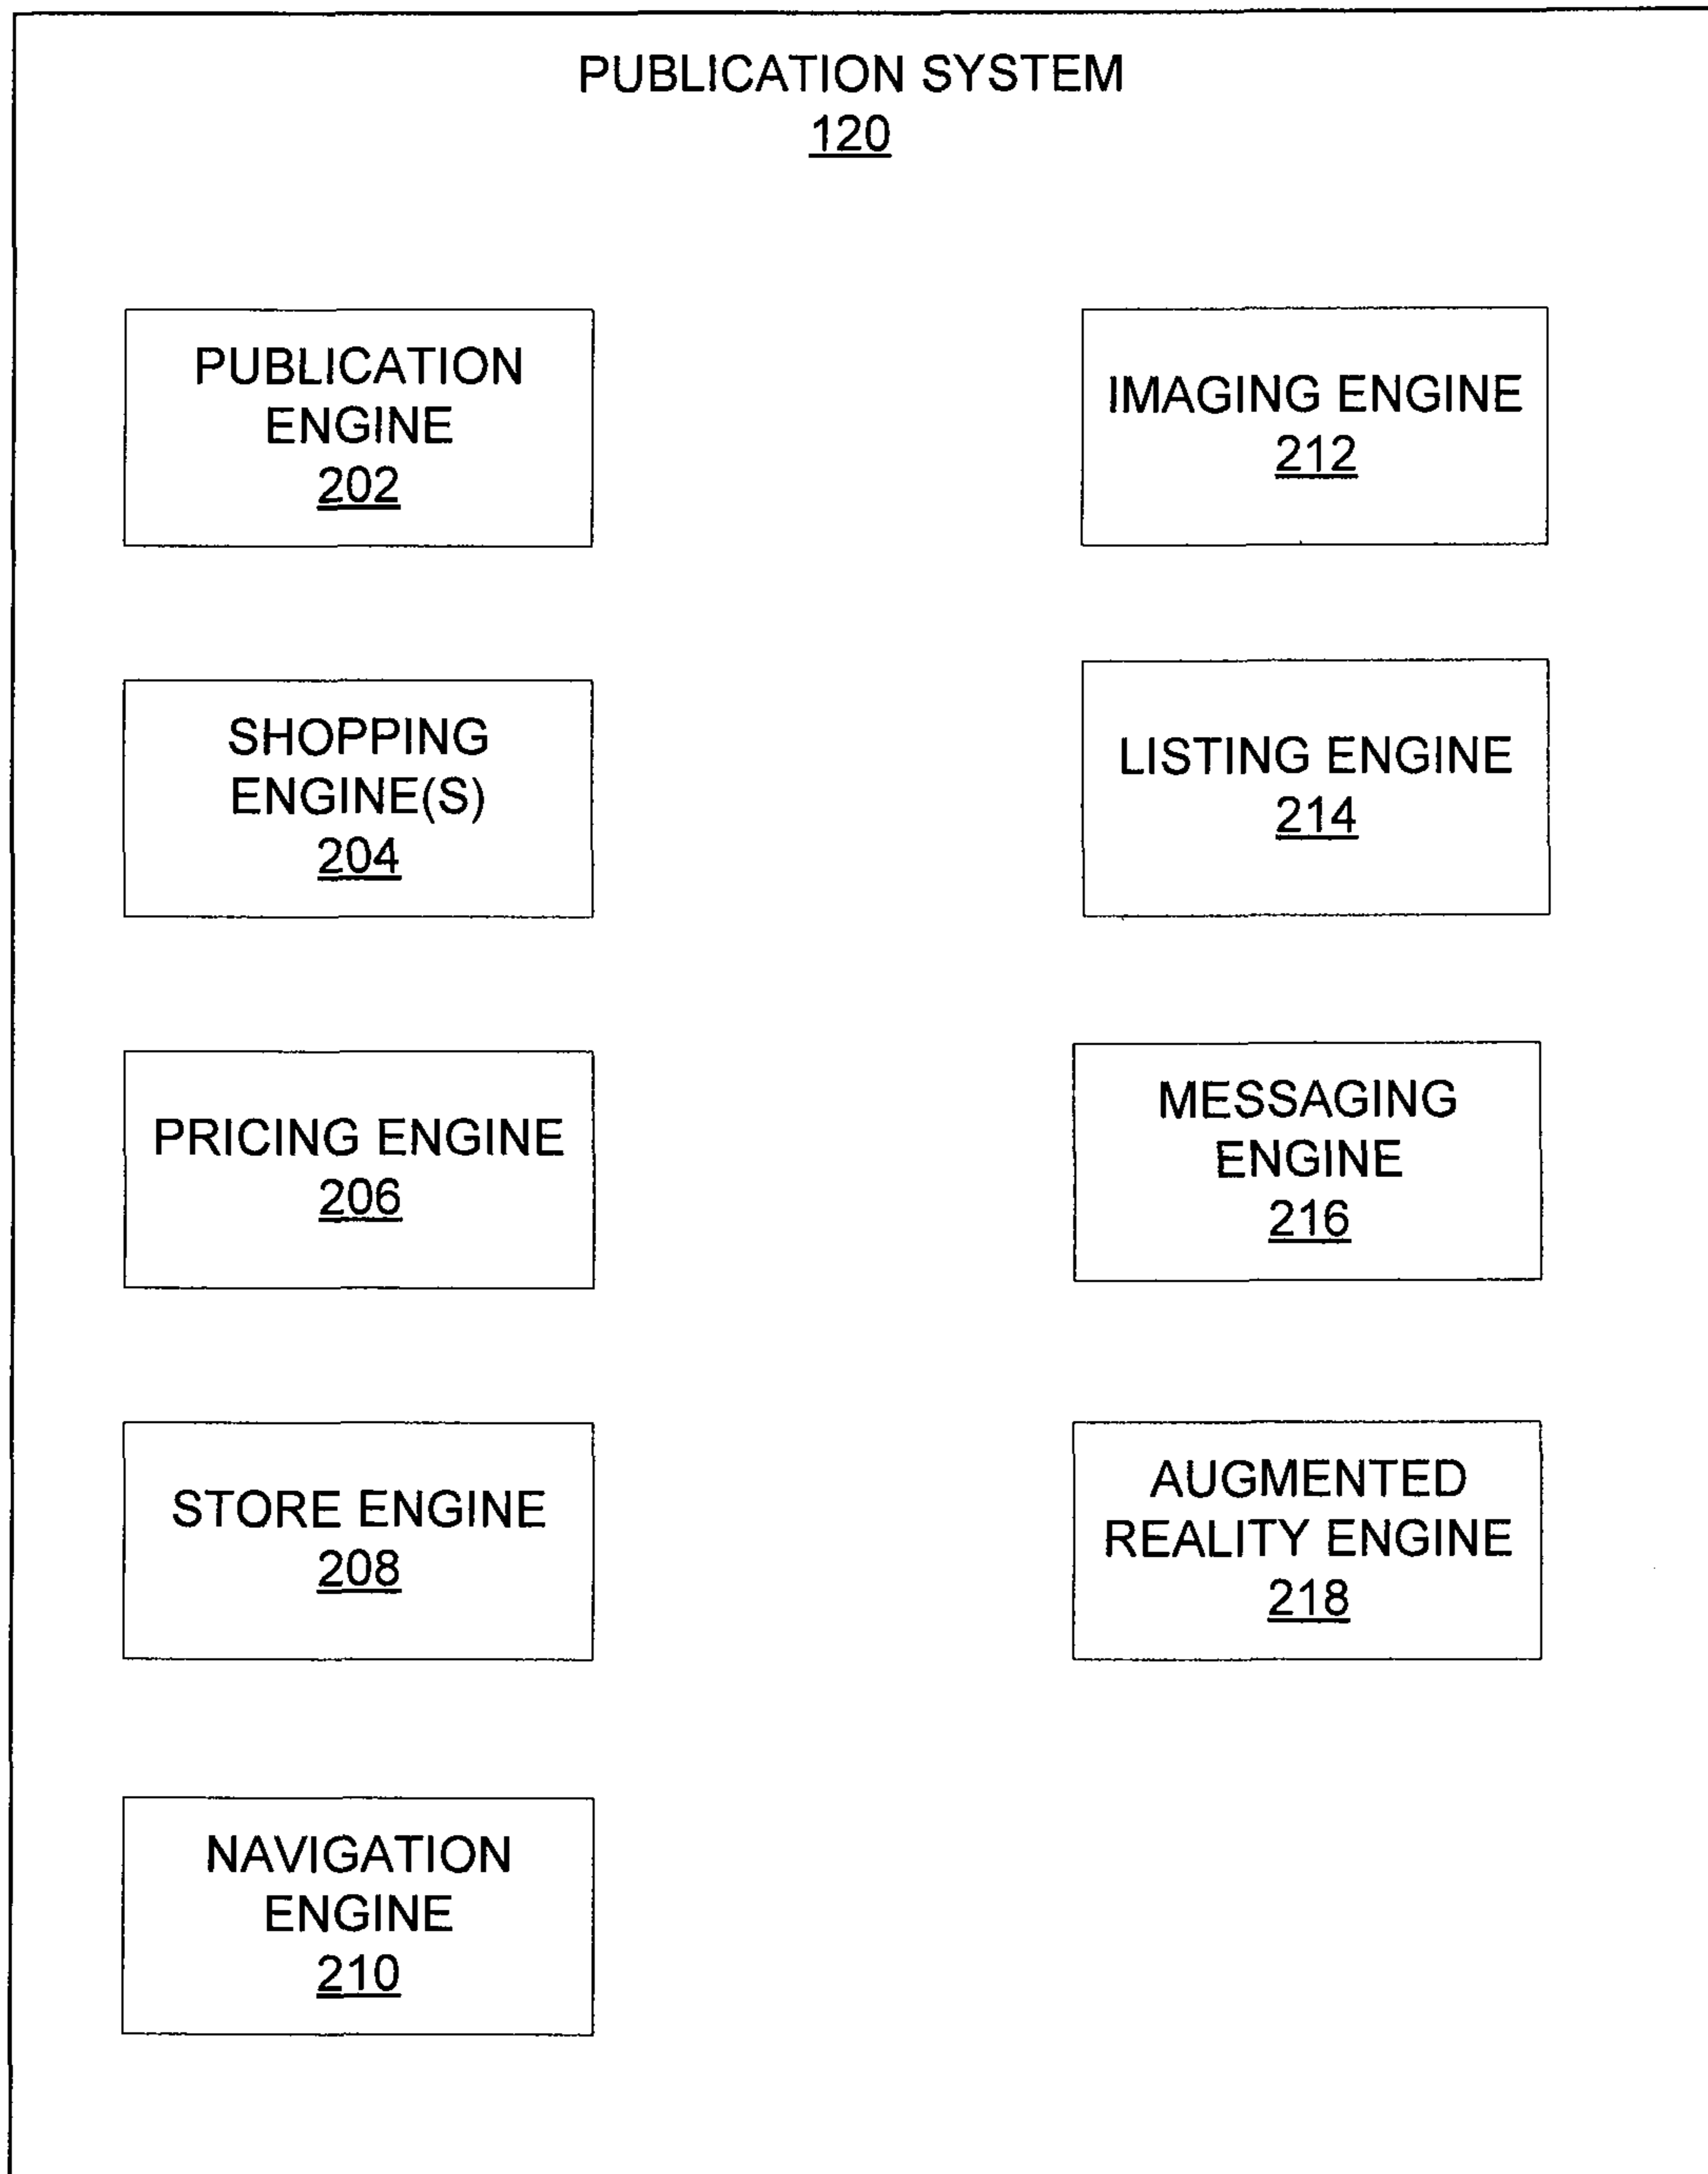 PUBLICATION SYSTEM
120
PUBLICATION
ENGINE
202
SHOPPING
ENGINE(S)
204
PRICING ENGINE
206
STORE ENGINE
208
NAVIGATION
ENGINE
210
IMAGING ENGINE
212
LISTING ENGINE
214
MESSAGING
ENGINE
216
AUGMENTED
REALITY ENGINE
218